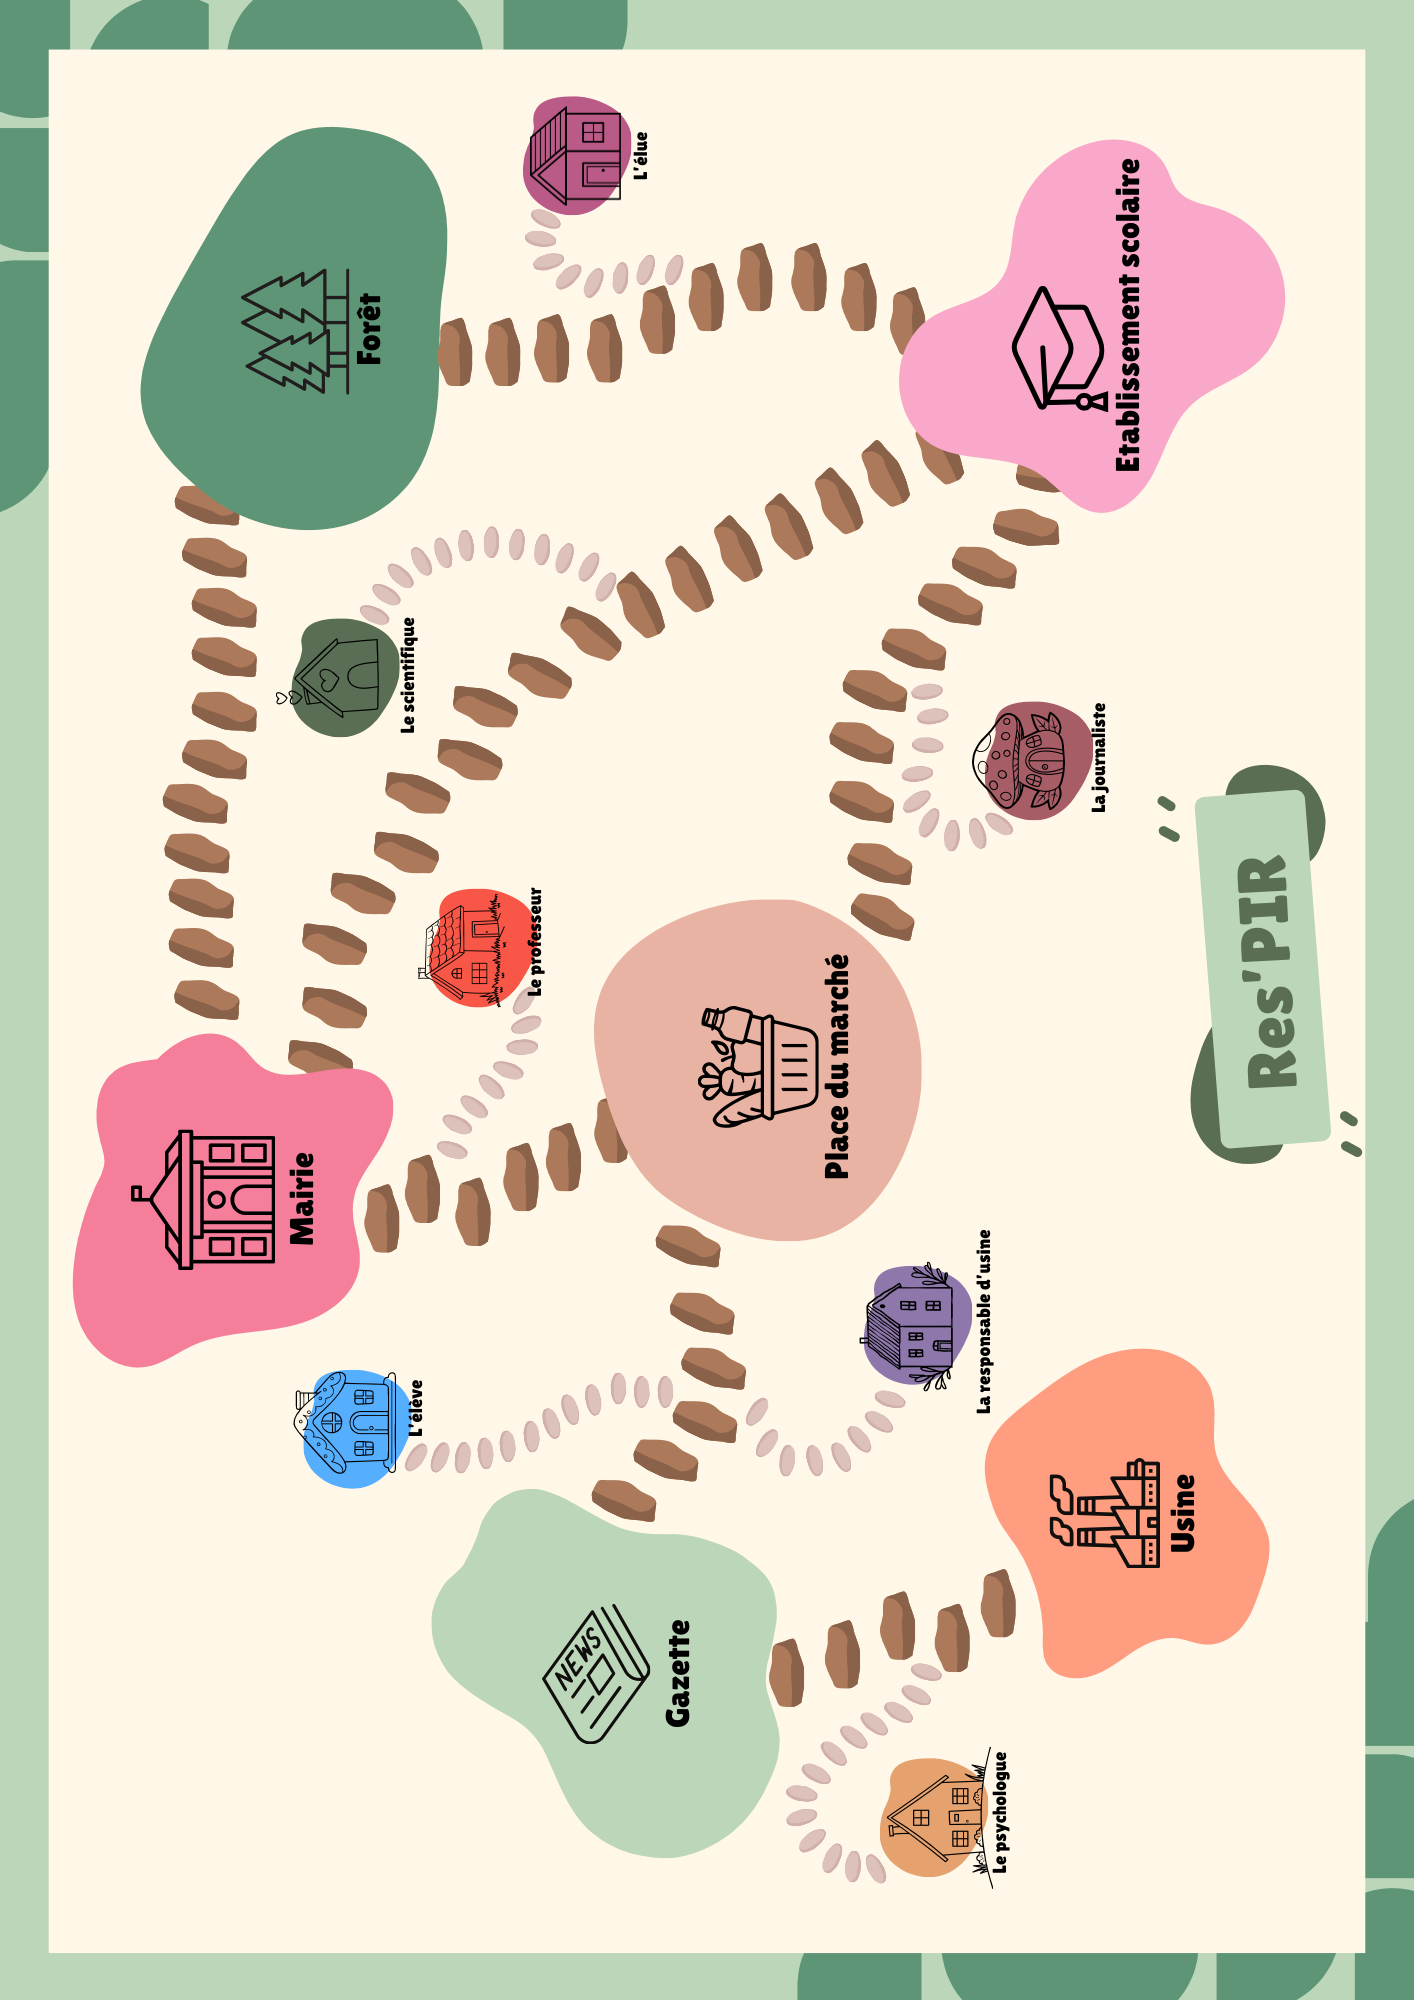 Mairie
Forêt
Le scientifique
L'élève
Le professeur
NEWS
L'élue
Gazette
Place du marché
La responsable d'usine
Le psychologue
La journaliste
Etablissement scolaire
Usine
Res'PIR